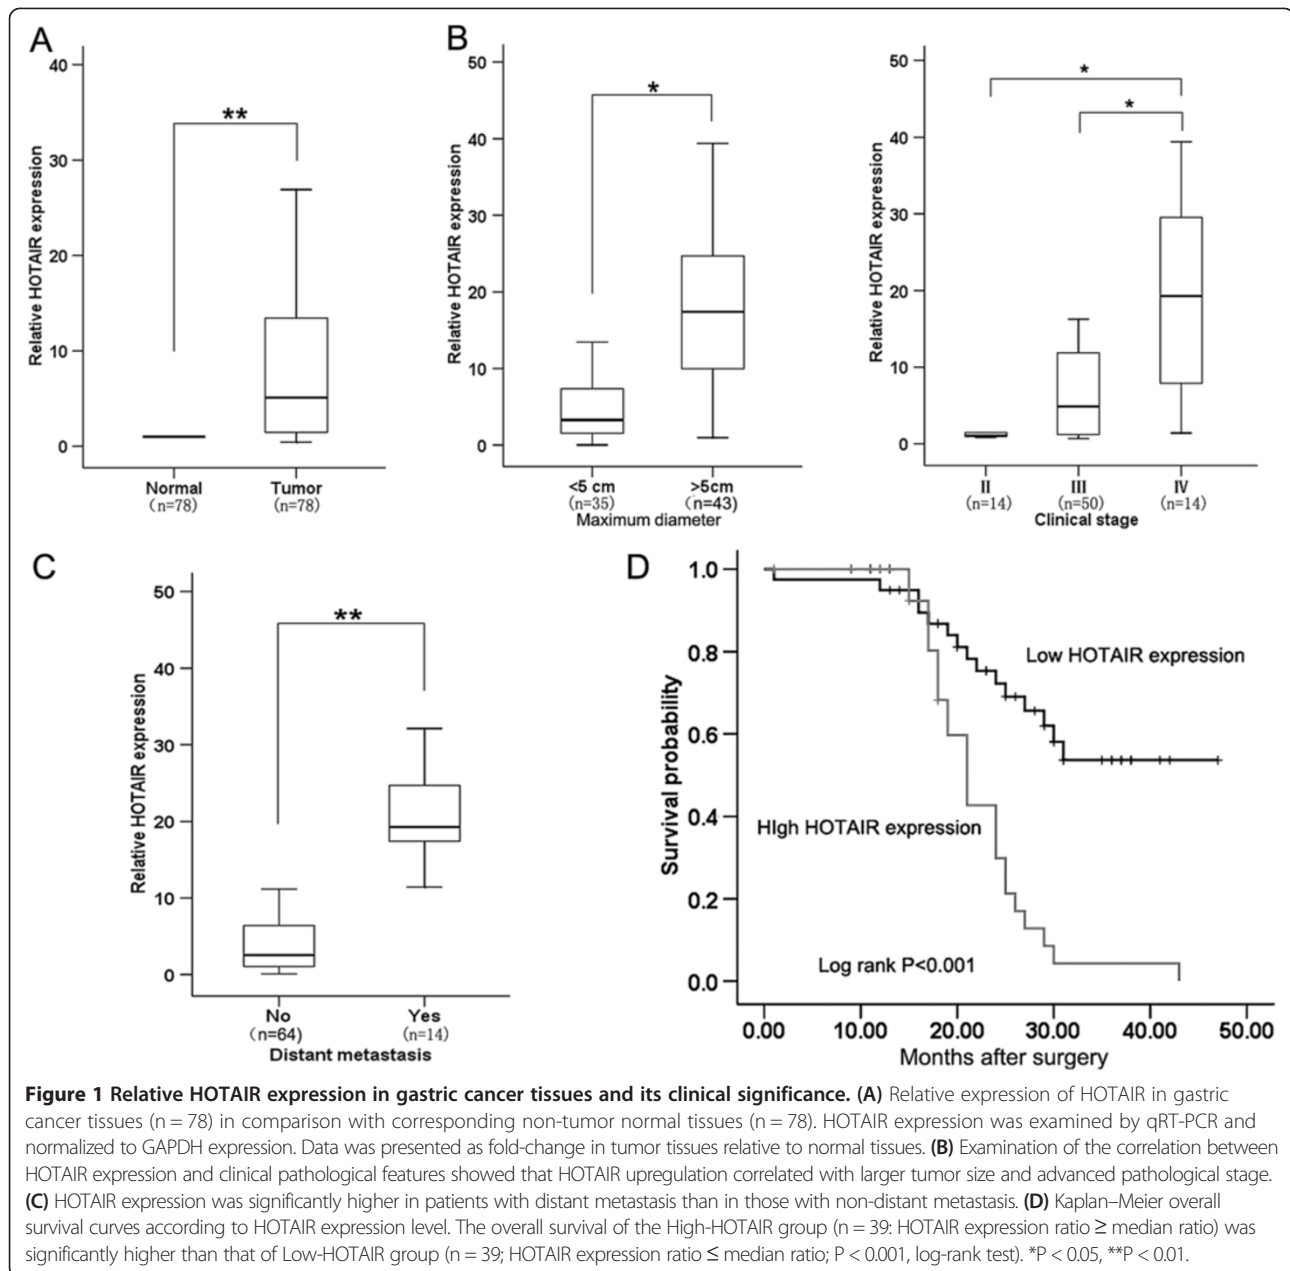 A
40
30
20
10
0
Relative HOTAIR expression
**
Normal
(n=78)
Tumor
(n=78)
B
50
40
30
20
10
0
Relative HOTAIR expression
*
<5 cm
(n=35)
>5cm
(n=43)
Maximum diameter
50
40
30
20
10
0
Relative HOTAIR expression
*
*
II
(n=14)
III
(n=50)
IV
(n=14)
Clinical stage
C
50
40
30
20
10
0
Relative HOTAIR expression
**
No
(n=64)
Yes
(n=14)
Distant metastasis
D
1.0
0.8
0.6
0.4
0.2
0.0
Survival probability
Low HOTAIR expression
HIgh HOTAIR expression
Log rank P<0.001
0.00 10.00 20.00 30.00 40.00 50.00
Months after surgery
Figure 1 Relative HOTAIR expression in gastric cancer tissues and its clinical significance. (A) Relative expression of HOTAIR in gastric
cancer tissues (n = 78) in comparison with corresponding non-tumor normal tissues (n = 78). HOTAIR expression was examined by qRT-PCR and
normalized to GAPDH expression. Data was presented as fold-change in tumor tissues relative to normal tissues. (B) Examination of the correlation between
HOTAIR expression and clinical pathological features showed that HOTAIR upregulation correlated with larger tumor size and advanced pathological stage.
(C) HOTAIR expression was significantly higher in patients with distant metastasis than in those with non-distant metastasis. (D) Kaplan–Meier overall
survival curves according to HOTAIR expression level. The overall survival of the High-HOTAIR group (n = 39: HOTAIR expression ratio ≥ median ratio) was
significantly higher than that of Low-HOTAIR group (n = 39; HOTAIR expression ratio ≤ median ratio; P < 0.001, log-rank test). *P < 0.05, **P < 0.01.